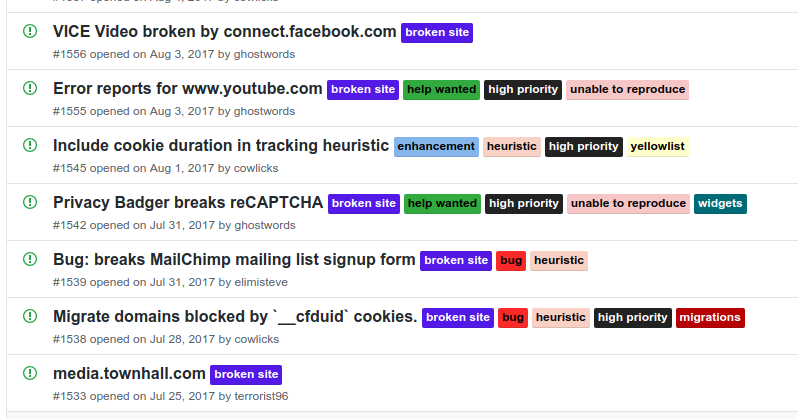 VICE Video broken by connect.facebook.com broken site
#1556 opened on Aug 3, 2017 by ghostwords
Error reports for www.youtube.com broken site help wanted high priority unable to reproduce
#1555 opened on Aug 3, 2017 by ghostwords
Include cookie duration in tracking heuristic enhancement heuristic high priority yellowlist
#1545 opened on Aug 1, 2017 by cowlicks
Privacy Badger breaks reCAPTCHA broken site help wanted high priority unable to reproduce widgets
#1542 opened on Jul 31, 2017 by ghostwords
Bug: breaks MailChimp mailing list signup form broken site bug heuristic
#1539 opened on Jul 31, 2017 by elimisteve
Migrate domains blocked by `__cfduid` cookies. broken site bug heuristic high priority migrations
#1538 opened on Jul 28, 2017 by cowlicks
media.townhall.com broken site
#1533 opened on Jul 25, 2017 by terrorist96